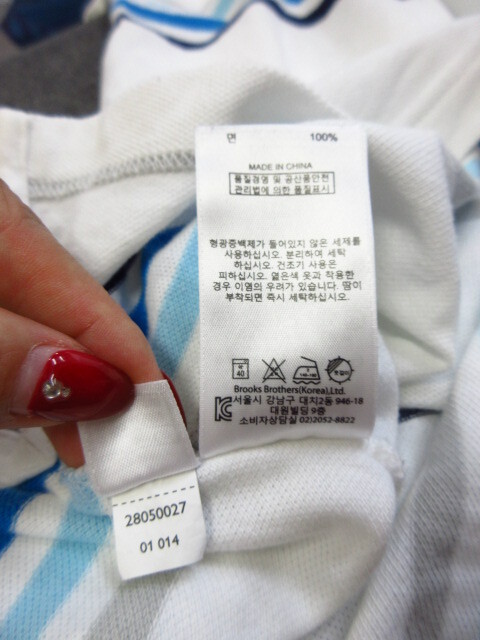 면 100%
MADE IN CHINA
품질경영 및 공산품안전
관리법에 의한 품질표시
형광증백제가 들어있지 않은 세제를
사용하십시오. 분리하여 세탁
하십시오. 건조기 사용은
피하십시오. 옅은색 옷과 착용한
경우 이염의 우려가 있습니다. 땀이
부착되면 즉시 세탁하십시오.
약
40
Brooks Brothers(Korea),Ltd.
서울시 강남구 대치2동 946-18
대원빌딩 9층
소비자상담실 02)2052-8822
28050027
01 014